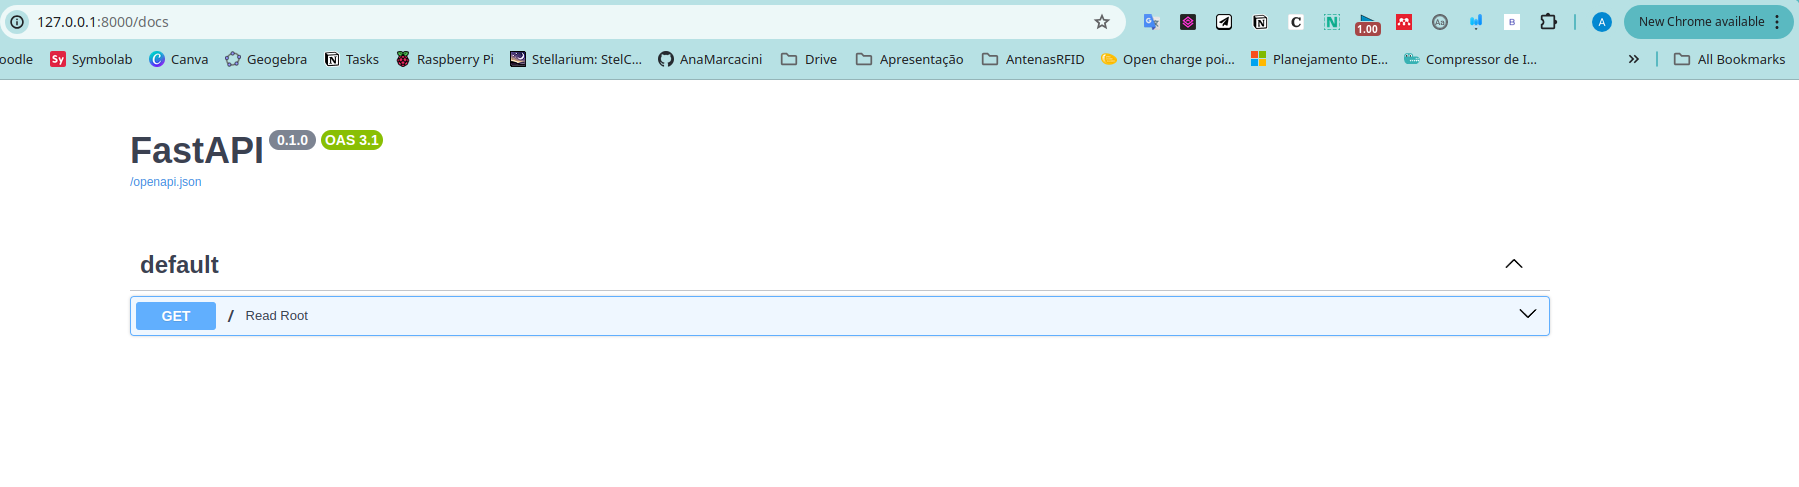 127.0.0.1:8000/docs
1.00
A
New Chrome available
oodle Symbolab Canva Geogebra Tasks Raspberry Pi Stellarium: StelC... AnaMarcacini Drive Apresentação AntenasRFID Open charge poi... Planejamento DE... Compressor de I... » All Bookmarks
FastAPI 0.1.0 OAS 3.1
/openapi.json
default
GET / Read Root